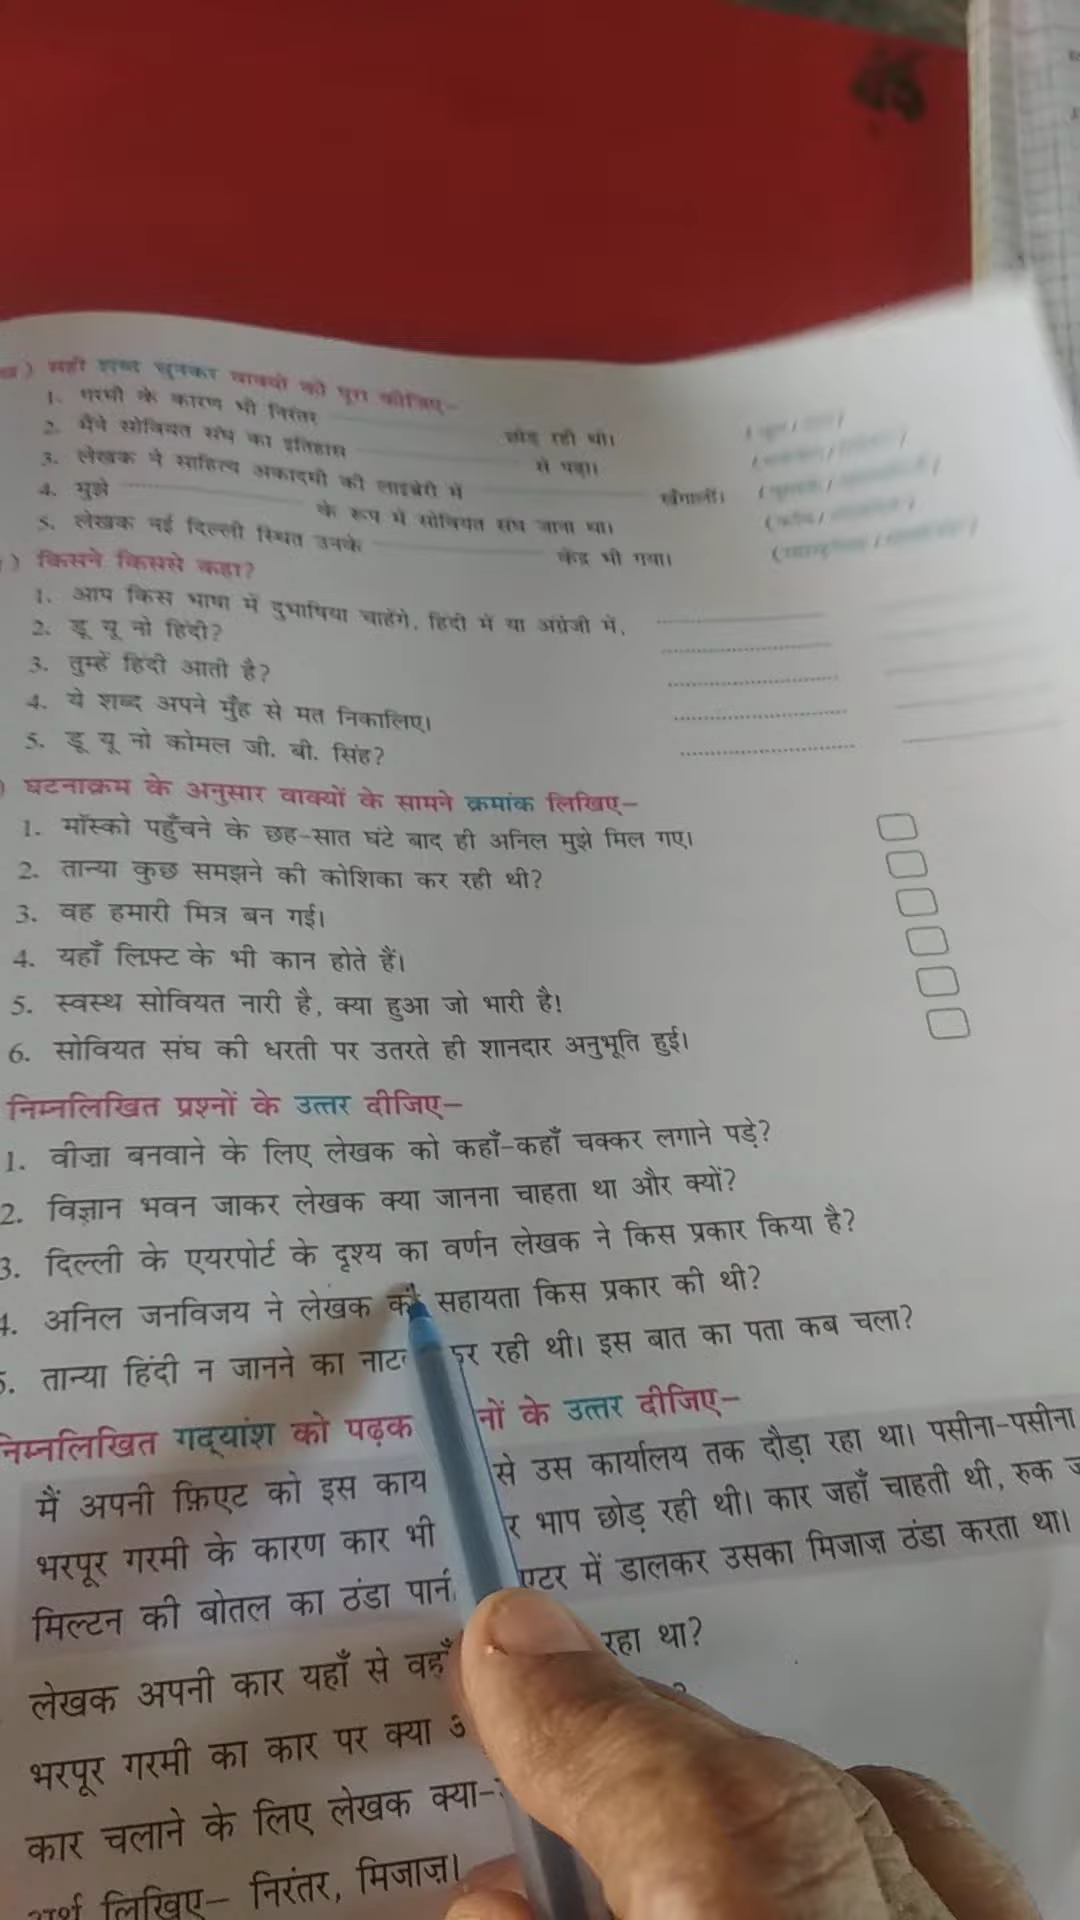 सही शब्द चुनकर वाक्यों को पूरा कीजिए–
1. गरमी के कारण भी निरंतर छोड़ रही थी।
2. मैंने सोवियत संघ का इतिहास से पढ़ा।
3. लेखक ने साहित्य अकादमी की लाइब्रेरी में खँगालीं।
4. मुझे के रूप में सोवियत संघ जाना था।
5. लेखक नई दिल्ली स्थित उनके केंद्र भी गया।
) किसने किससे कहा?
1. आप किस भाषा में दुभाषिया चाहेंगे, हिंदी में या अंग्रेजी में,
2. डू यू नो हिंदी?
3. तुम्हें हिंदी आती है?
4. ये शब्द अपने मुँह से मत निकालिए।
5. डू यू नो कोमल जी. बी. सिंह?
) घटनाक्रम के अनुसार वाक्यों के सामने क्रमांक लिखिए–
1. मॉस्को पहुँचने के छह-सात घंटे बाद ही अनिल मुझे मिल गए।
2. तान्या कुछ समझने की कोशिका कर रही थी?
3. वह हमारी मित्र बन गई।
4. यहाँ लिफ़्ट के भी कान होते हैं।
5. स्वस्थ सोवियत नारी है, क्या हुआ जो भारी है!
6. सोवियत संघ की धरती पर उतरते ही शानदार अनुभूति हुई।
निम्नलिखित प्रश्नों के उत्तर दीजिए–
1. वीज़ा बनवाने के लिए लेखक को कहाँ-कहाँ चक्कर लगाने पड़े?
2. विज्ञान भवन जाकर लेखक क्या जानना चाहता था और क्यों?
3. दिल्ली के एयरपोर्ट के दृश्य का वर्णन लेखक ने किस प्रकार किया है?
4. अनिल जनविजय ने लेखक की सहायता किस प्रकार की थी?
5. तान्या हिंदी न जानने का रही थी। इस बात का पता कब चला?
निम्नलिखित गद्यांश को के उत्तर दीजिए–
मैं अपनी फ़िएट को इस से उस कार्यालय तक दौड़ा रहा था। पसीना-पसीना
भरपूर गरमी के कारण कार भी भाप छोड़ रही थी। कार जहाँ चाहती थी, रुक
मिल्टन की बोतल का ठंडा में डालकर उसका मिजाज़ ठंडा करता था।
लेखक अपनी कार यहाँ से रहा था?
भरपूर गरमी का कार पर क्या
कार चलाने के लिए लेखक
लिखिए– निरंतर, मिजाज़।